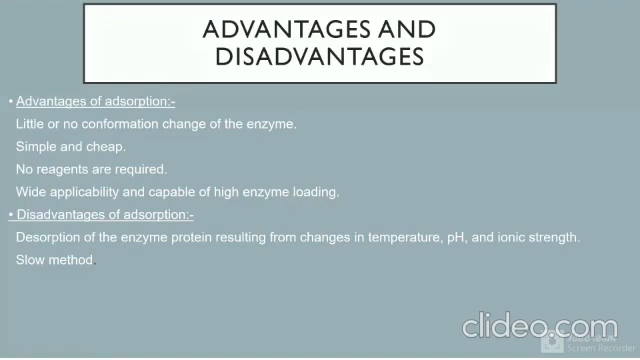 ADVANTAGES AND
DISADVANTAGES
• Advantages of adsorption:-
Little or no conformation change of the enzyme.
Simple and cheap.
No reagents are required.
Wide applicability and capable of high enzyme loading.
• Disadvantages of adsorption:-
Desorption of the enzyme protein resulting from changes in temperature, pH, and ionic strength.
Slow method.
clideo.com
Screen Recorder